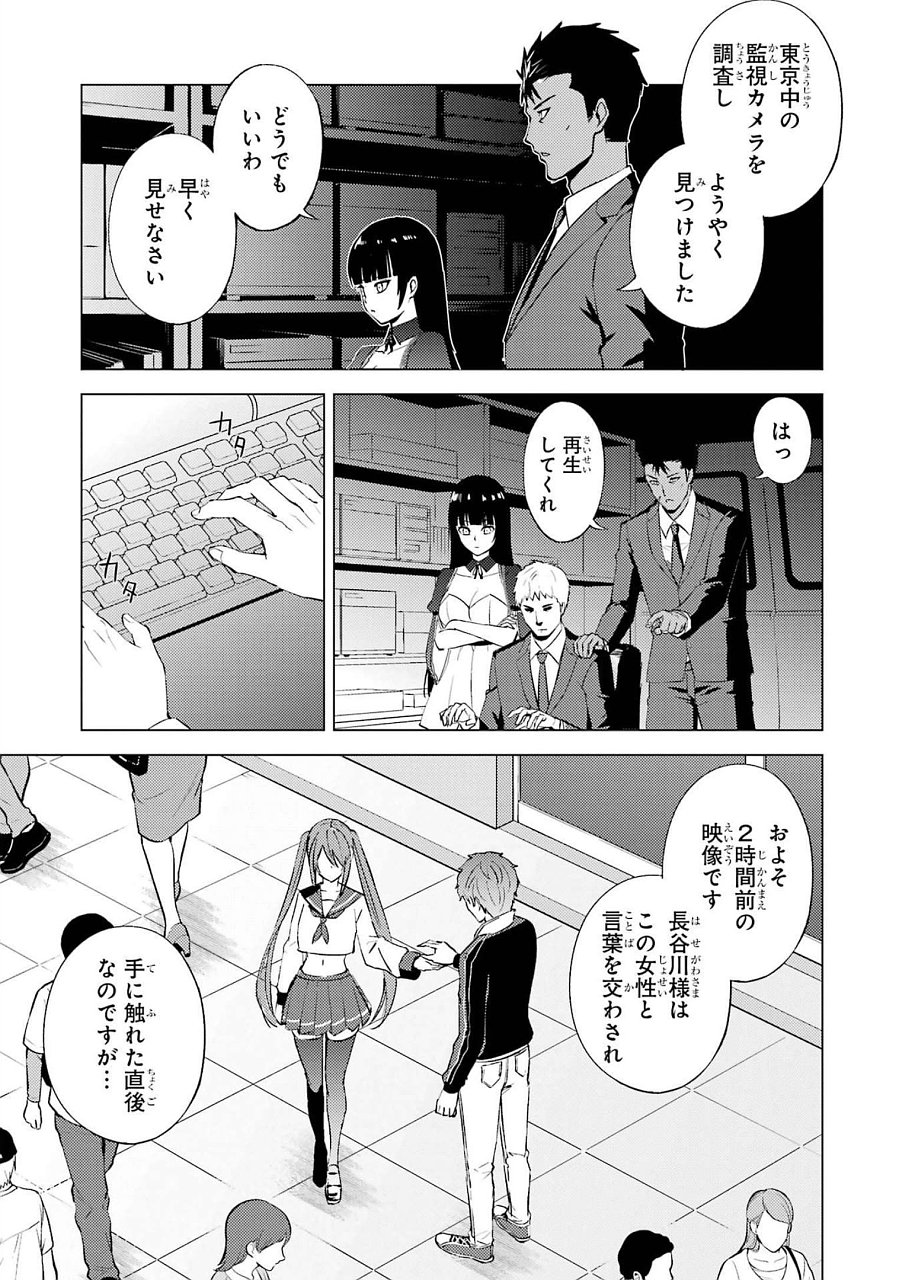 東京中の
監視カメラを
調査し
ようやく
見つけました
どうでも
いいわ
早く
見せなさい
はっ
再生
してくれ
カタ
カタ
およそ
2時間前の
映像です
長谷川様は
この女性と
言葉を交わされ
手に触れた直後
なのですが…